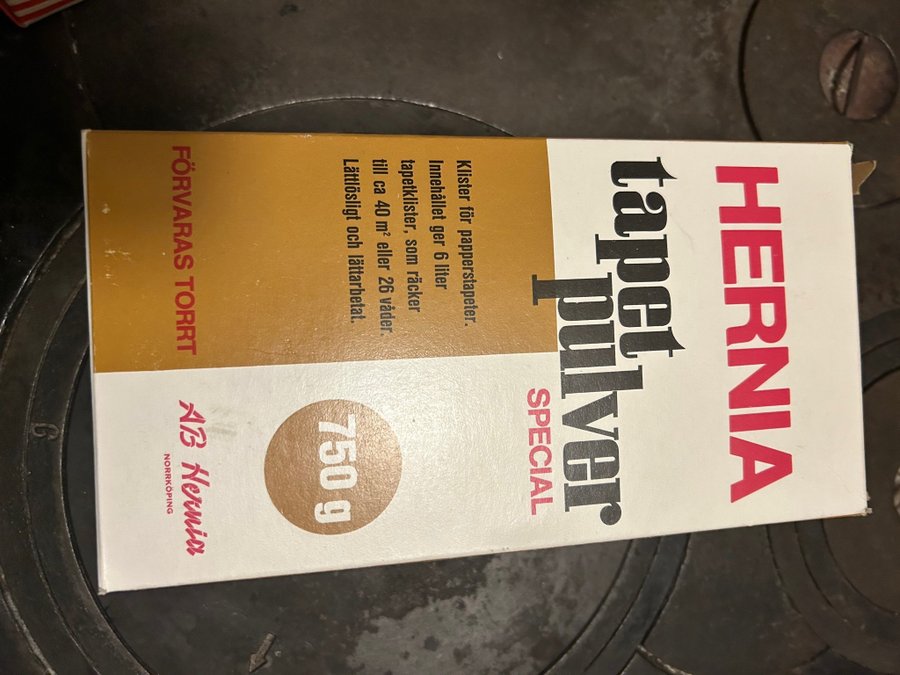 HERNIA
tapet
pulver
SPECIAL
Klister för papperstapeter.
Innehållet ger 6 liter
tapetklister, som räcker
till ca 40 m² eller 26 våder.
Lättlösligt och lättarbetat.
750 g
FÖRVARAS TORRT
AB Hernia
NORRKÖPING
6